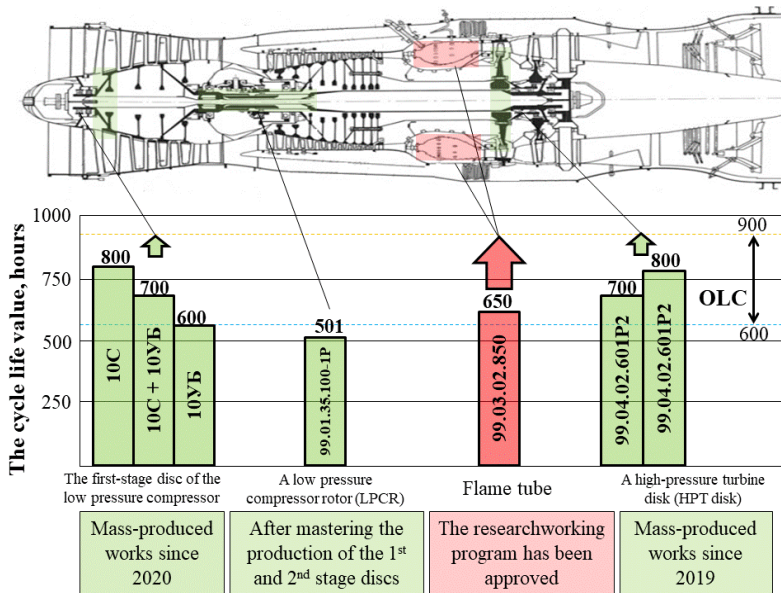 The cycle life value, hours
1000
750
500
250
900
600
OLC
800
700
600
501
650
700
800
10С
10С + 10УБ
10УБ
99.01.35.100-1Р
99.03.02.850
99.04.02.601Р2
99.04.02.601Р2
The first-stage disc of the
low pressure compressor
A low pressure
compressor rotor (LPCR)
Flame tube
A high-pressure turbine
disk (HPT disk)
Mass-produced
works since
2020
After mastering the
production of the 1st
and 2nd stage discs
The researchworking
program has been
approved
Mass-produced
works since
2019